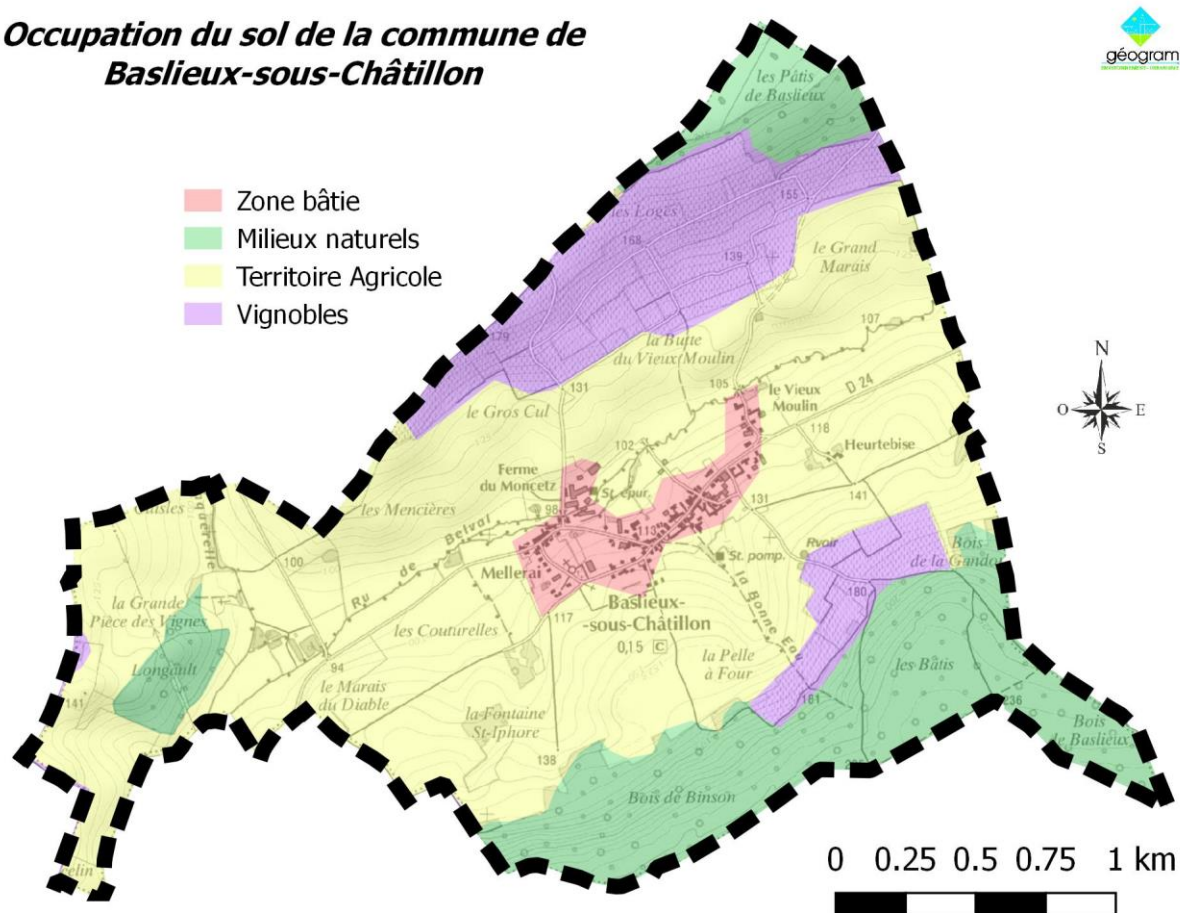 Occupation du sol de la commune de
Baslieux-sous-Châtillon
géogram
Zone bâtie
Milieux naturels
Territoire Agricole
Vignobles
les Pâtis
de Baslieux
155
les Loges
168
139
le Grand
Marais
179
107
la Butte
du Vieux Moulin
131
105
le Vieux
Moulin
D 24
le Gros Cul
118
102
Heurtebise
Ferme
du Moncetz
St. épur.
131
141
les Mencières
98
113
Ru de Belval
St. pomp.
Rvoir
Bois
de la Gandor
100
Mellerai
la Bonne Eau
180
la Grande
Pièce des Vignes
117
Baslieux-
-sous-Châtillon
0,15 C
les Couturelles
la Pelle
à Four
les Bâtis
Longault
94
141
le Marais
du Diable
161
236
la Fontaine
St-Iphore
Bois
de Baslieux
138
Bois de Binson
N
O
E
S
0 0.25 0.5 0.75 1 km